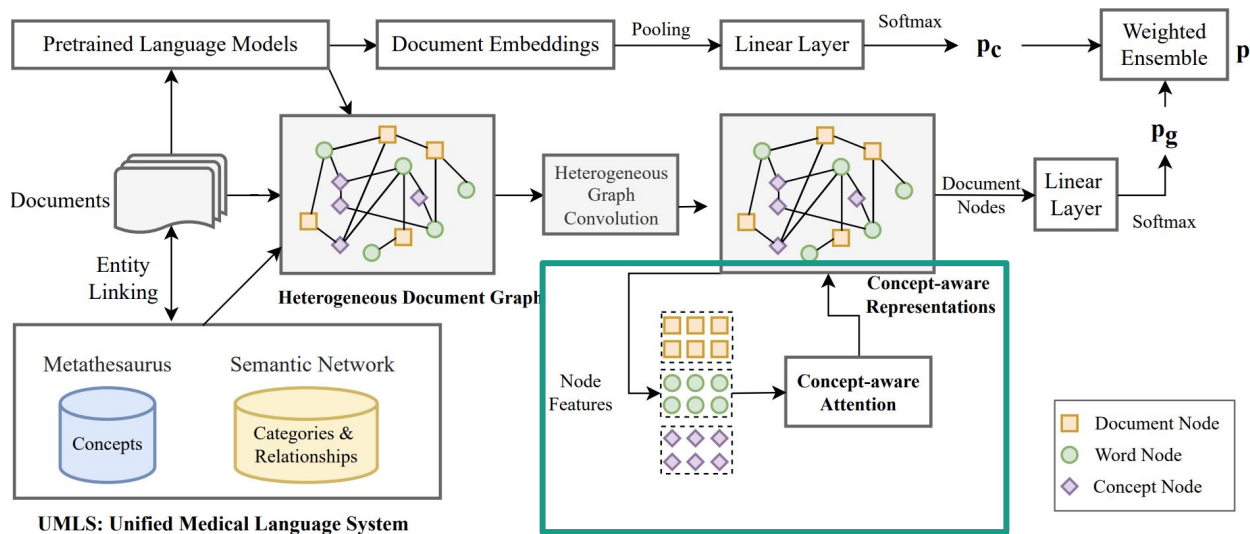 Pretrained Language Models
Document Embeddings
Pooling
Linear Layer
Softmax
pc
Weighted
Ensemble
p
Documents
Heterogeneous
Graph
Convolution
Document
Nodes
Linear
Layer
Softmax
pg
Entity
Linking
Heterogeneous Document Graph
Concept-aware
Representations
Metathesaurus
Semantic Network
Concepts
Categories &
Relationships
UMLS: Unified Medical Language System
Node
Features
Concept-aware
Attention
Document Node
Word Node
Concept Node